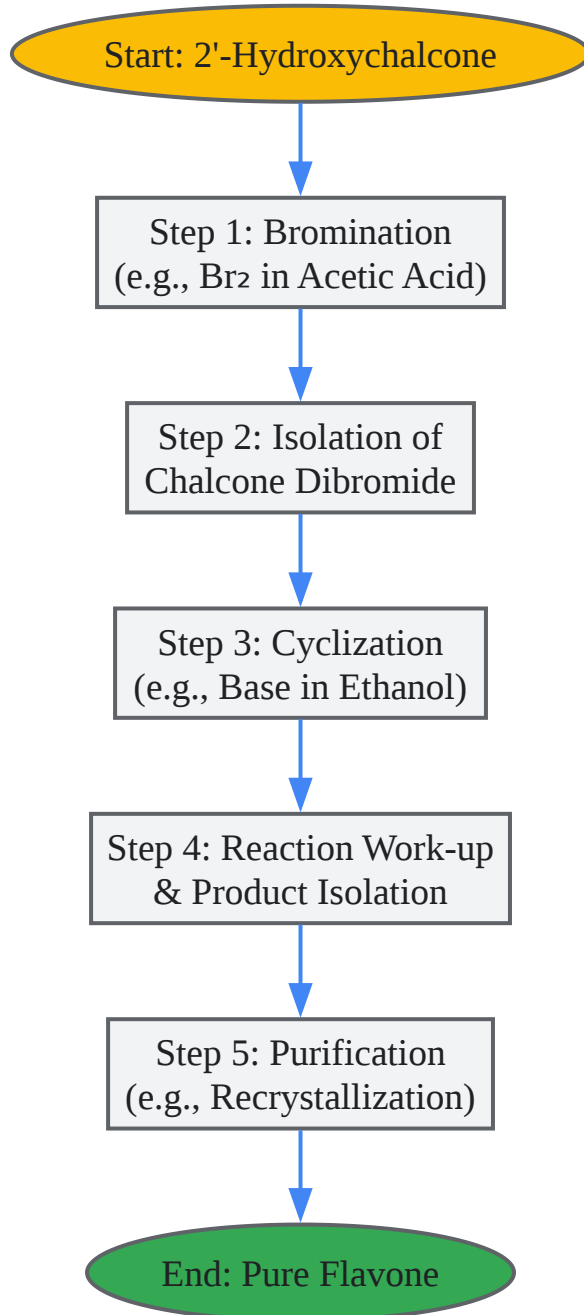 Start: 2'-Hydroxychalcone
Step 1: Bromination
(e.g., Br₂ in Acetic Acid)
Step 2: Isolation of
Chalcone Dibromide
Step 3: Cyclization
(e.g., Base in Ethanol)
Step 4: Reaction Work-up
& Product Isolation
Step 5: Purification
(e.g., Recrystallization)
End: Pure Flavone